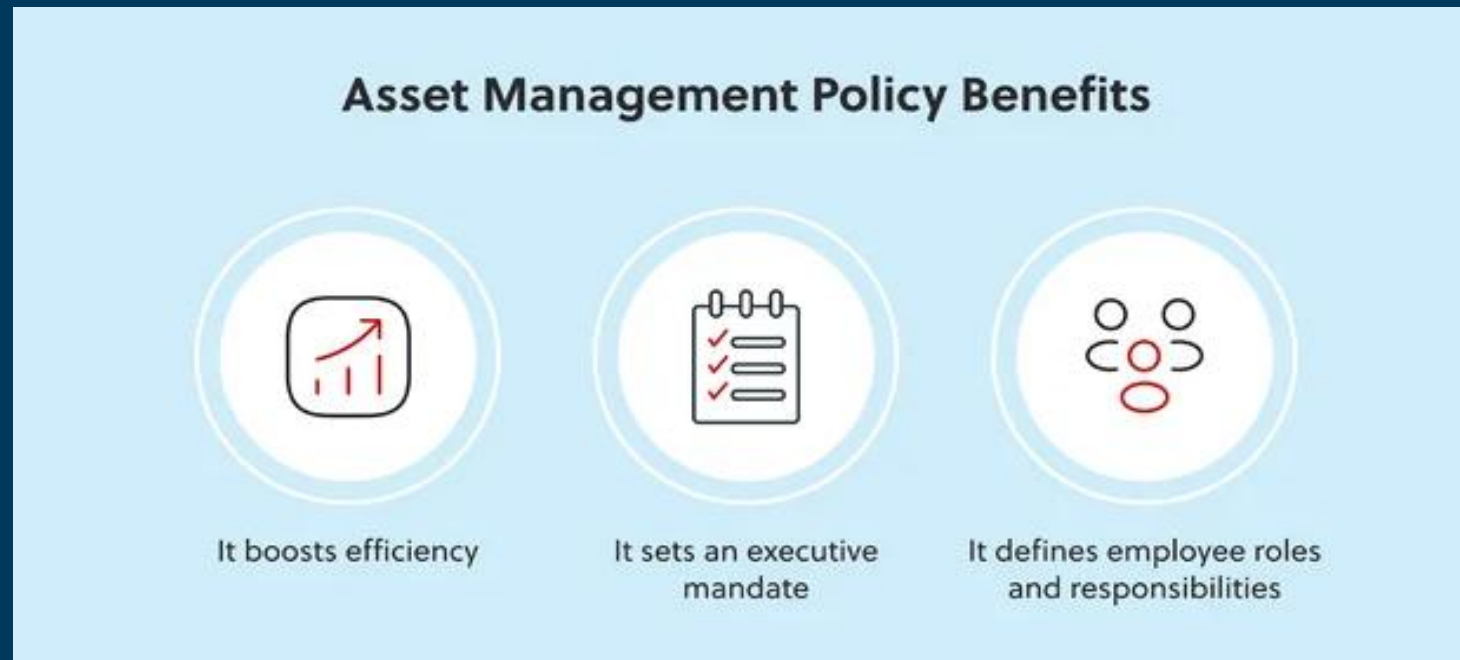 Asset Management Policy Benefits
It boosts efficiency
It sets an executive
mandate
It defines employee roles
and responsibilities